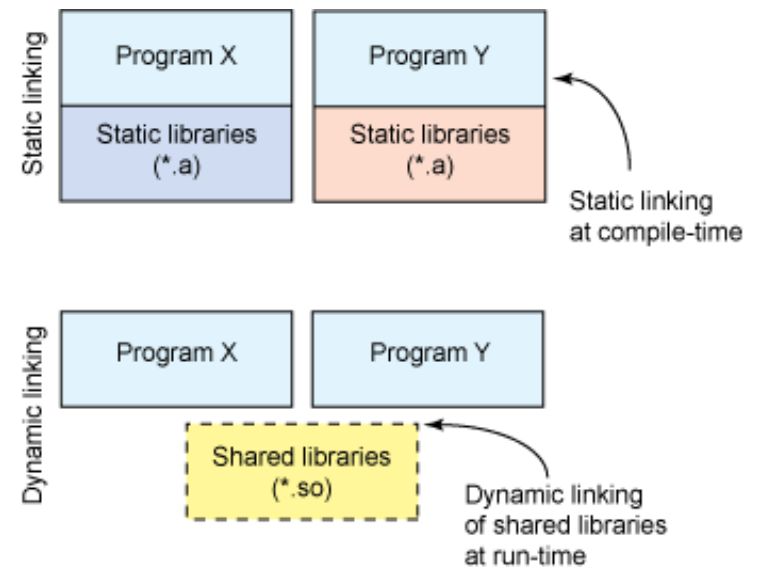 Static linking
Program X
Program Y
Static libraries
(*.a)
Static libraries
(*.a)
Static linking
at compile-time
Dynamic linking
Program X
Program Y
Shared libraries
(*.so)
Dynamic linking
of shared libraries
at run-time